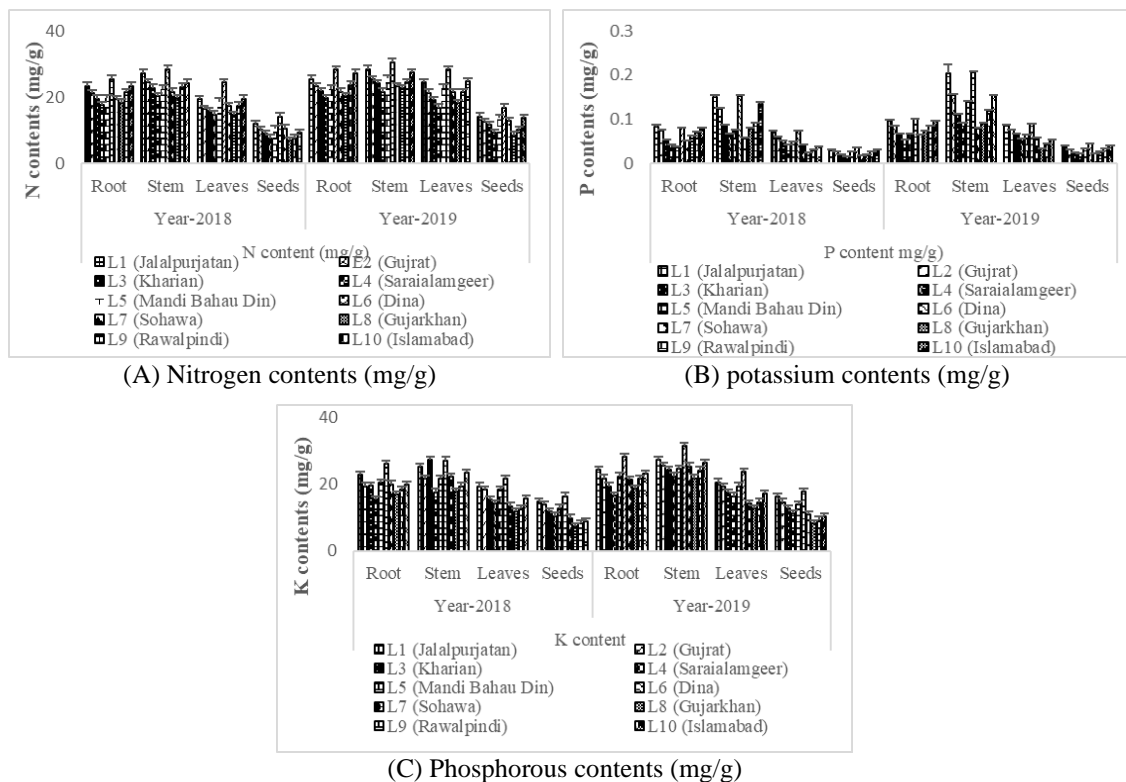 40
20
0
N contents (mg/g)
Root Stem Leaves Seeds Root Stem Leaves Seeds
Year-2018 Year-2019
N content (mg/g)
L1 (Jalalpurjatan) L2 (Gujrat)
L3 (Kharian) L4 (Saraialamgeer)
L5 (Mandi Bahau Din) L6 (Dina)
L7 (Sohawa) L8 (Gujarkhan)
L9 (Rawalpindi) L10 (Islamabad)
(A) Nitrogen contents (mg/g)
0.3
0.2
0.1
0
P contents (mg/g)
Root Stem Leaves Seeds Root Stem Leaves Seeds
Year-2018 Year-2019
P content mg/g)
L1 (Jalalpurjatan) L2 (Gujrat)
L3 (Kharian) L4 (Saraialamgeer)
L5 (Mandi Bahau Din) L6 (Dina)
L7 (Sohawa) L8 (Gujarkhan)
L9 (Rawalpindi) L10 (Islamabad)
(B) potassium contents (mg/g)
40
20
0
K contents (mg/g)
Root Stem Leaves Seeds Root Stem Leaves Seeds
Year-2018 Year-2019
K content
L1 (Jalalpurjatan) L2 (Gujrat)
L3 (Kharian) L4 (Saraialamgeer)
L5 (Mandi Bahau Din) L6 (Dina)
L7 (Sohawa) L8 (Gujarkhan)
L9 (Rawalpindi) L10 (Islamabad)
(C) Phosphorous contents (mg/g)